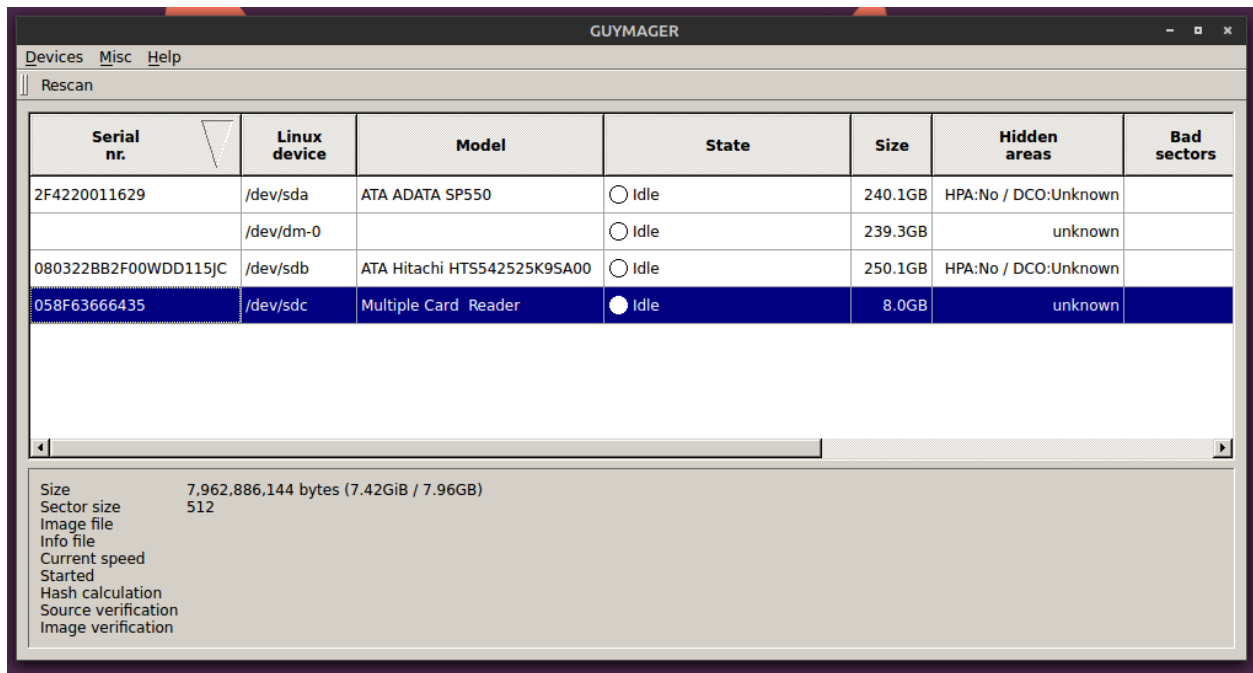 GUYMAGER
Devices Misc Help
Rescan
Serial nr. Linux device Model State Size Hidden areas Bad sectors
2F4220011629 /dev/sda ATA ADATA SP550 Idle 240.1GB HPA:No / DCO:Unknown
/dev/dm-0 Idle 239.3GB unknown
080322BB2F00WDD115JC /dev/sdb ATA Hitachi HTS542525K9SA00 Idle 250.1GB HPA:No / DCO:Unknown
058F63666435 /dev/sdc Multiple Card  Reader Idle 8.0GB unknown
Size 7,962,886,144 bytes (7.42GiB / 7.96GB)
Sector size 512
Image file
Info file
Current speed
Started
Hash calculation
Source verification
Image verification